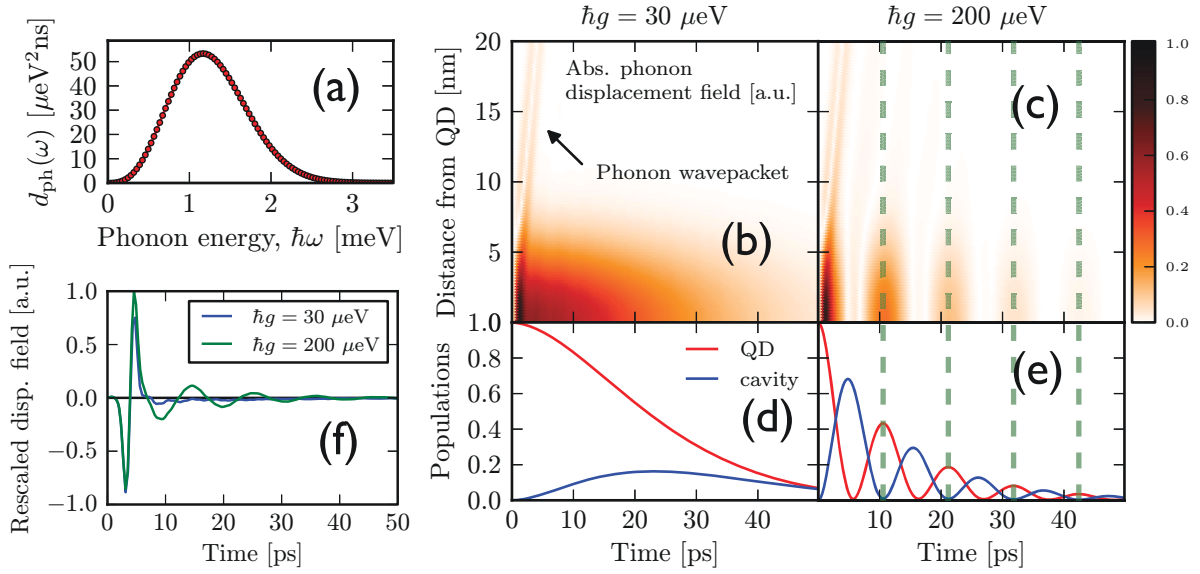 ħg = 30 μeV
ħg = 200 μeV
50
40
30
20
10
0
d_ph(ω) [μeV²ns]
(a)
0
1
2
3
Phonon energy, ħω [meV]
20
15
10
5
0
Distance from QD [nm]
Abs. phonon
displacement field [a.u.]
Phonon wavepacket
(b)
(c)
1.0
0.8
0.6
0.4
0.2
0.0
1.0
0.5
0.0
−0.5
−1.0
Rescaled disp. field [a.u.]
ħg = 30 μeV
ħg = 200 μeV
(f)
0
10
20
30
40
50
Time [ps]
1.0
0.8
0.6
0.4
0.2
0.0
Populations
QD
cavity
(d)
(e)
0
10
20
30
40
Time [ps]
10
20
30
40
Time [ps]